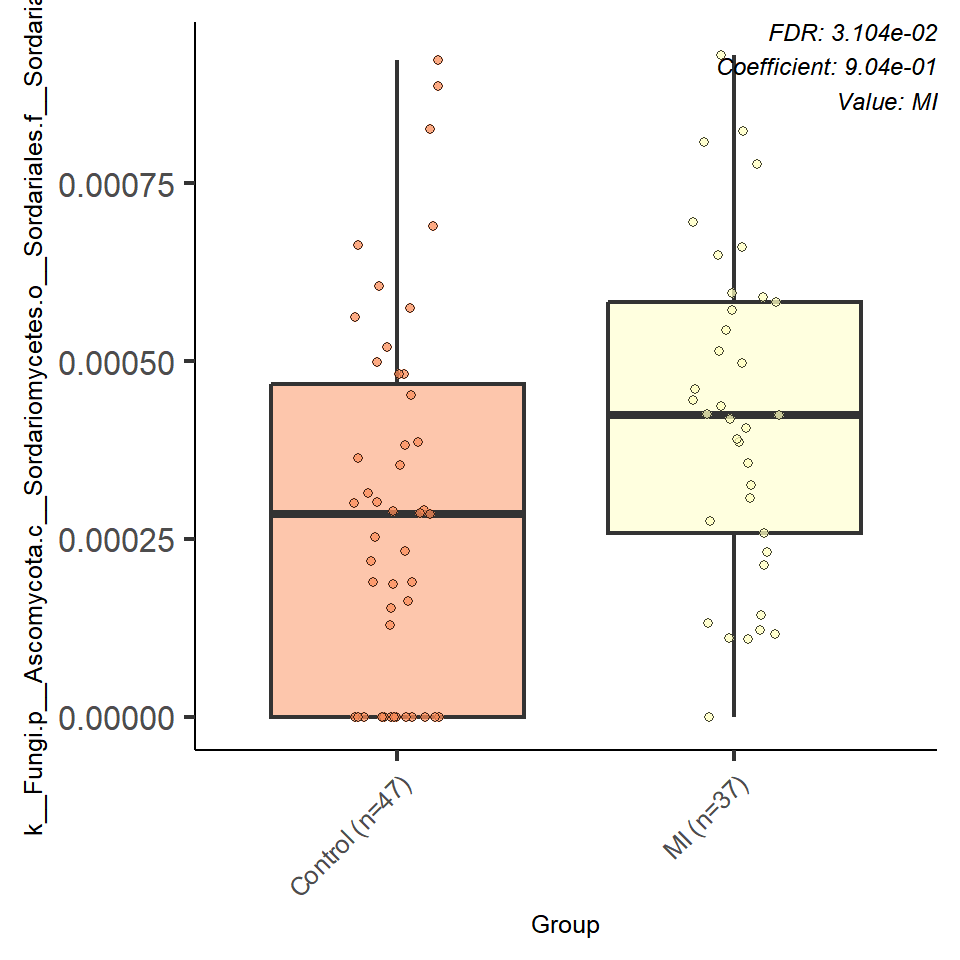 FDR: 3.104e-02
Coefficient: 9.04e-01
Value: MI
k__Fungi.p__Ascomycota.c__Sordariomycetes.o__Sordariales.f__Sordaria
0.00075
0.00050
0.00025
0.00000
Control (n=47)
MI (n=37)
Group